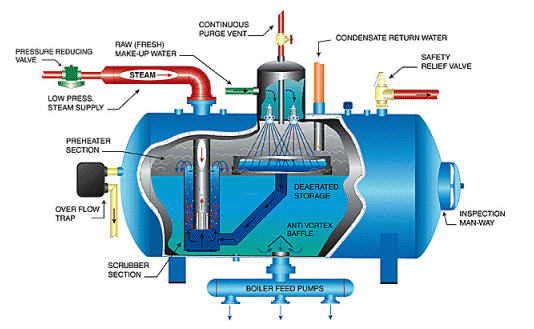 CONTINUOUS
PURGE VENT
PRESSURE REDUCING
VALVE
RAW (FRESH)
MAKE-UP WATER
CONDENSATE RETURN WATER
SAFETY
RELIEF VALVE
STEAM
LOW PRESS.
STEAM SUPPLY
PREHEATER
SECTION
DEAERATED
STORAGE
OVER FLOW
TRAP
ANTI VORTEX
BAFFLE
INSPECTION
MAN-WAY
SCRUBBER
SECTION
BOILER FEED PUMPS